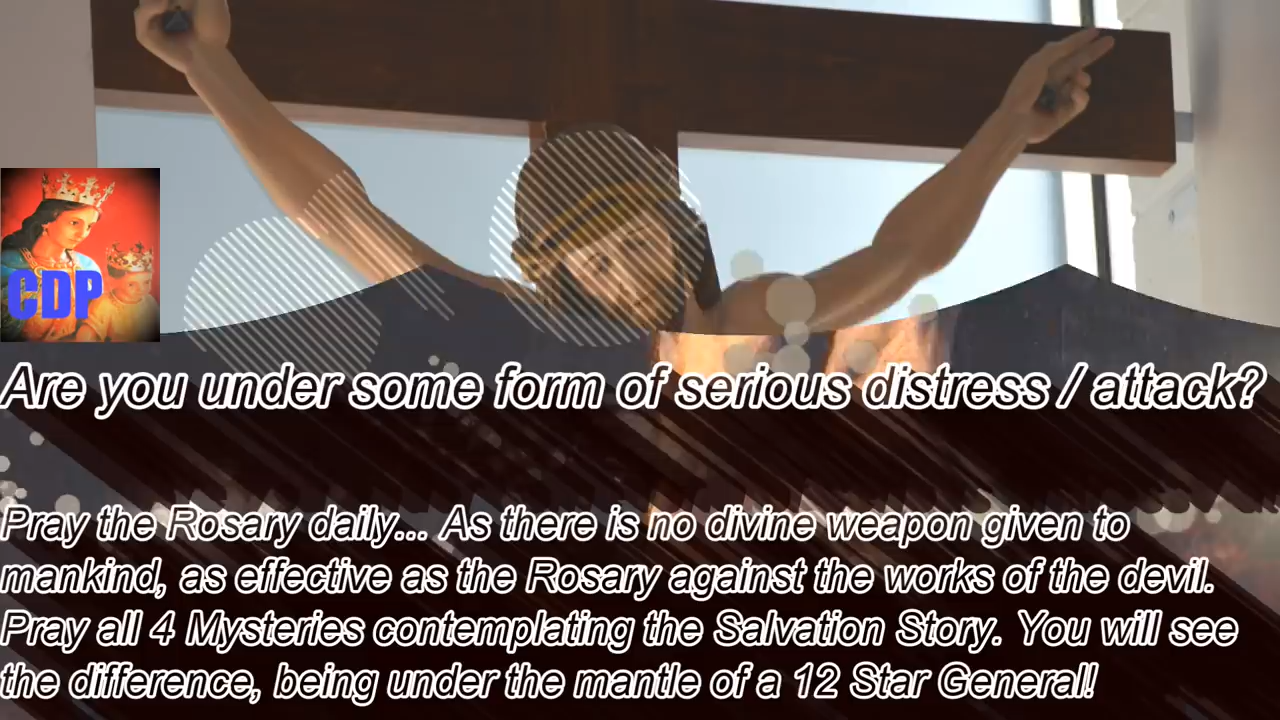 CDP
Are you under some form of serious distress / attack?
Pray the Rosary daily... As there is no divine weapon given to
mankind, as effective as the Rosary against the works of the devil.
Pray all 4 Mysteries contemplating the Salvation Story. You will see
the difference, being under the mantle of a 12 Star General!